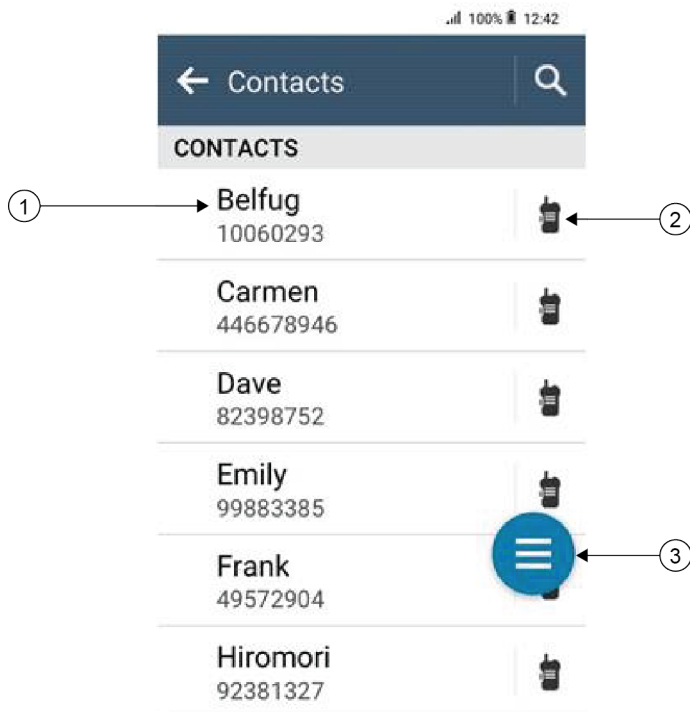 100% 12:42
Contacts
CONTACTS
1
Belfug
10060293
2
Carmen
446678946
Dave
82398752
Emily
99883385
3
Frank
49572904
Hiromori
92381327